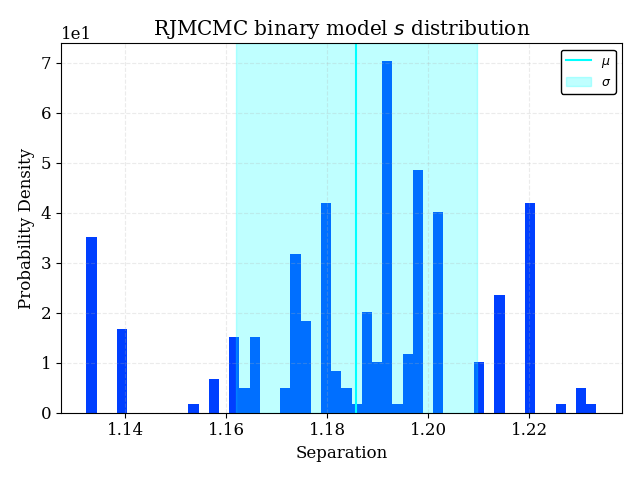 RJMCMC binary model s distribution
1e1
7
6
5
4
3
2
1
0
Probability Density
1.14 1.16 1.18 1.20 1.22
Separation
μ
σ